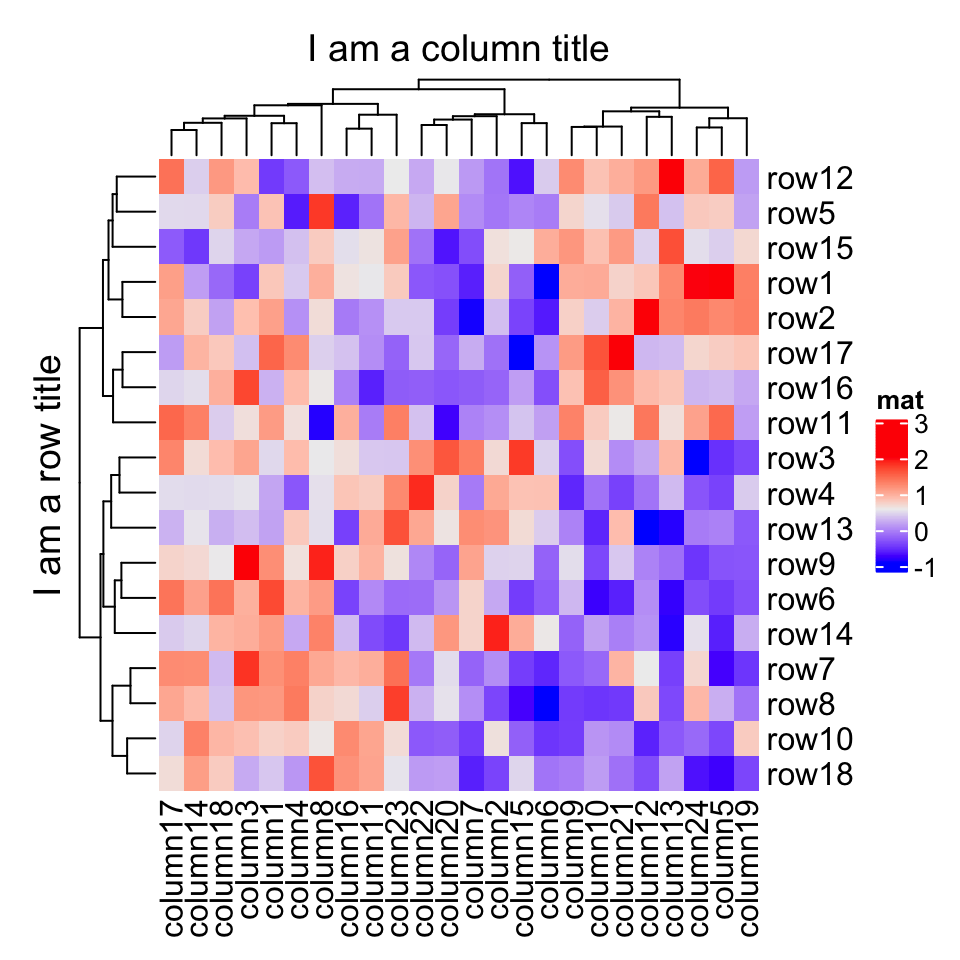 I am a column title
I am a row title
row12
row5
row15
row1
row2
row17
row16
row11
row3
row4
row13
row9
row6
row14
row7
row8
row10
row18
mat
3
2
1
0
-1
column17
column14
column18
column3
column1
column4
column8
column16
column11
column23
column22
column20
column7
column2
column15
column6
column9
column10
column21
column12
column13
column24
column5
column19